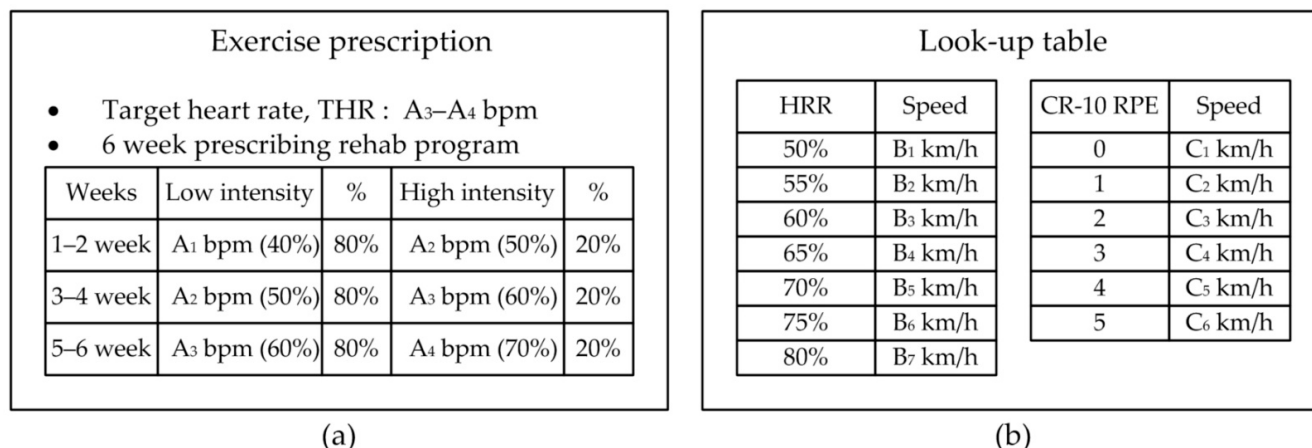 Exercise prescription
• Target heart rate, THR : A₃–A₄ bpm
• 6 week prescribing rehab program
Weeks Low intensity % High intensity %
1–2 week A₁ bpm (40%) 80% A₂ bpm (50%) 20%
3–4 week A₂ bpm (50%) 80% A₃ bpm (60%) 20%
5–6 week A₃ bpm (60%) 80% A₄ bpm (70%) 20%
(a)
Look-up table
HRR Speed
50% B₁ km/h
55% B₂ km/h
60% B₃ km/h
65% B₄ km/h
70% B₅ km/h
75% B₆ km/h
80% B₇ km/h
CR-10 RPE Speed
0 C₁ km/h
1 C₂ km/h
2 C₃ km/h
3 C₄ km/h
4 C₅ km/h
5 C₆ km/h
(b)